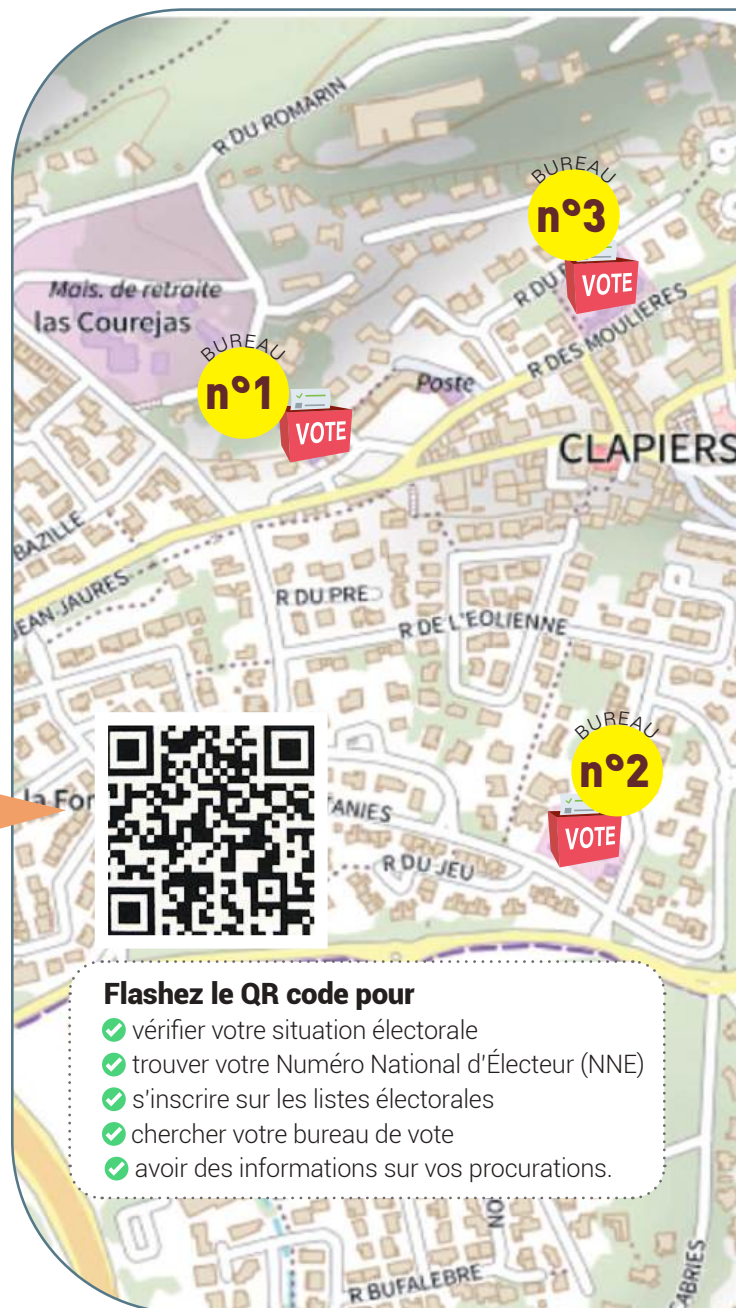 R DU ROMARIN
BUREAU
n°3
VOTE
R DU
R DES MOULIERES
Mais. de retraite
las Courejas
BUREAU
n°1
VOTE
Poste
CLAPIERS
BAZILLE
JEAN JAURES
R DU PRE
R DE L'EOLIENNE
BUREAU
n°2
VOTE
la Fon
TANIES
R DU JEU
Flashez le QR code pour
vérifier votre situation électorale
trouver votre Numéro National d'Électeur (NNE)
s'inscrire sur les listes électorales
chercher votre bureau de vote
avoir des informations sur vos procurations.
NO
R BUFALEBRE
ABRIES